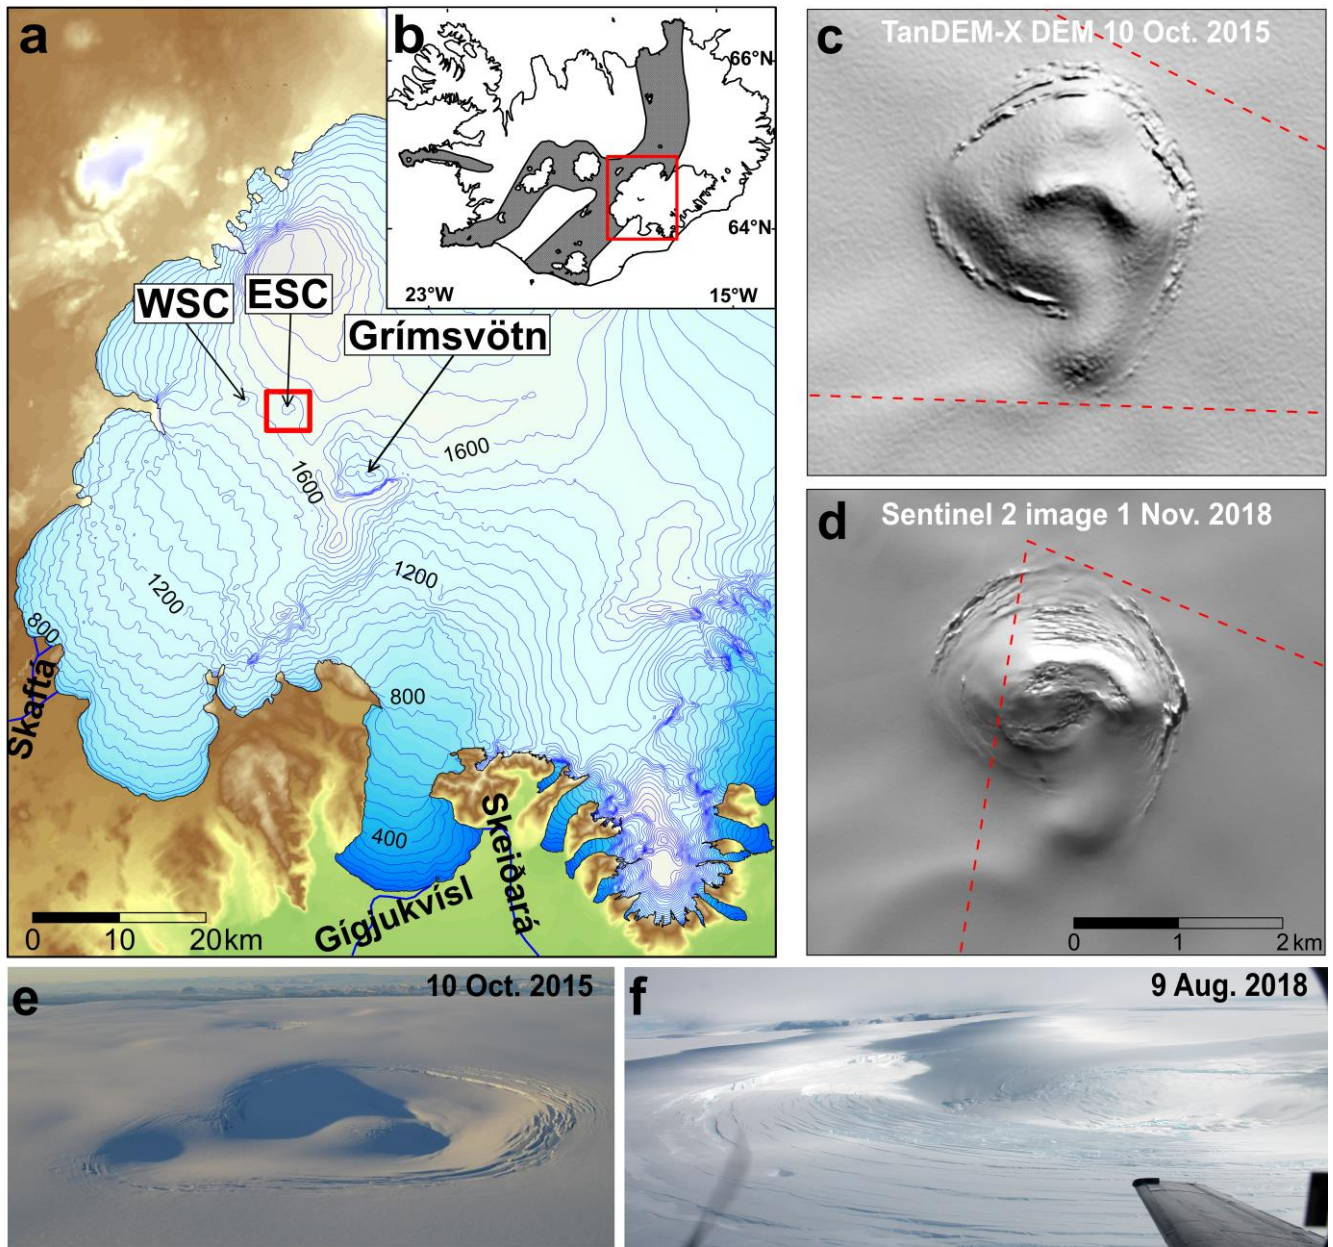 a
WSC
ESC
Grímsvötn
1600
1600
1200
1200
800
800
400
Skaftá
Gígjukvísl
Skeiðará
0 10 20 km
b
66°N
64°N
23°W 15°W
c
TanDEM-X DEM 10 Oct. 2015
d
Sentinel 2 image 1 Nov. 2018
0 1 2 km
e
10 Oct. 2015
f
9 Aug. 2018